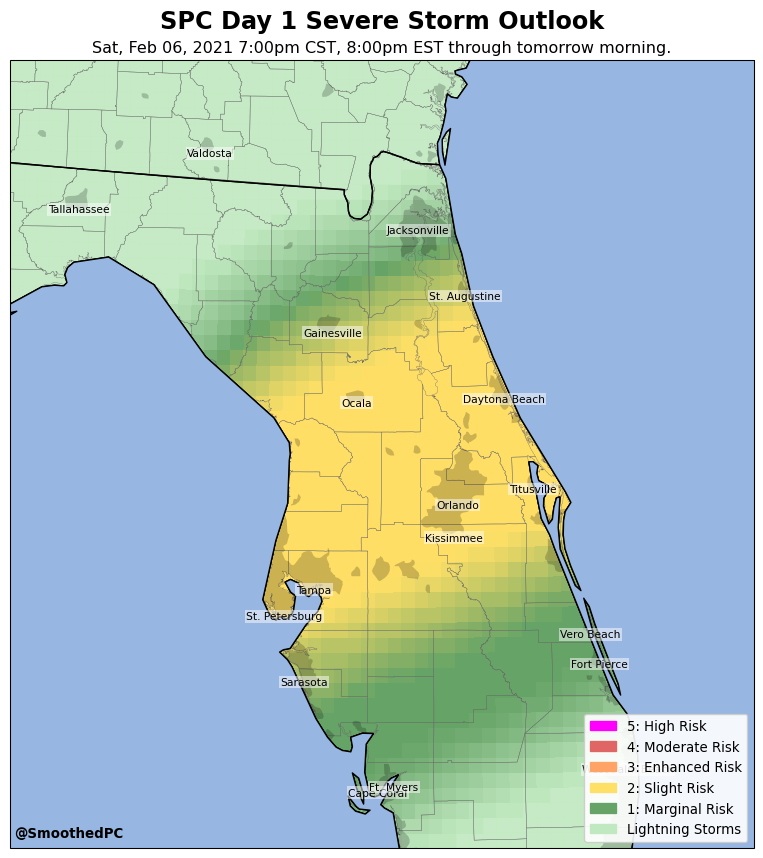 SPC Day 1 Severe Storm Outlook
Sat, Feb 06, 2021 7:00pm CST, 8:00pm EST through tomorrow morning.
Valdosta
Tallahassee
Jacksonville
St. Augustine
Gainesville
Ocala
Daytona Beach
Titusville
Orlando
Kissimmee
Tampa
St. Petersburg
Vero Beach
Fort Pierce
Sarasota
Ft. Myers
Cape Coral
5: High Risk
4: Moderate Risk
3: Enhanced Risk
2: Slight Risk
1: Marginal Risk
Lightning Storms
@SmoothedPC